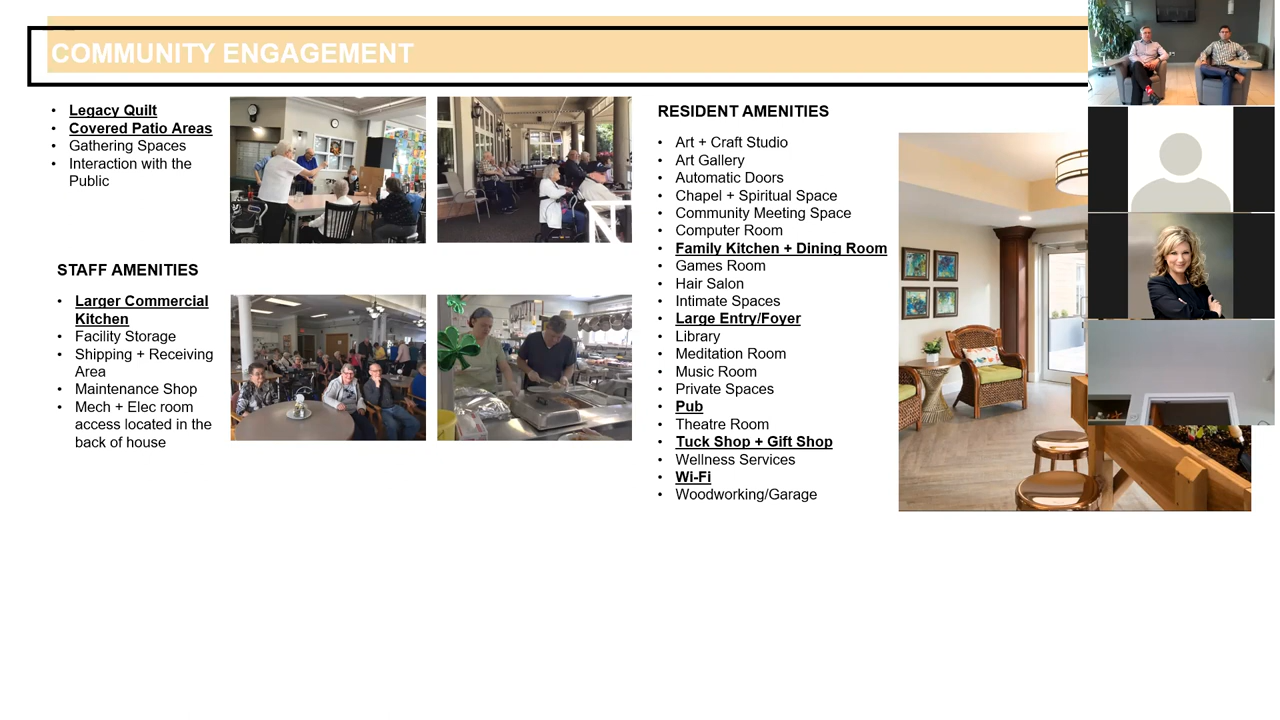 COMMUNITY ENGAGEMENT
• Legacy Quilt
• Covered Patio Areas
• Gathering Spaces
• Interaction with the
Public
STAFF AMENITIES
• Larger Commercial
Kitchen
• Facility Storage
• Shipping + Receiving
Area
• Maintenance Shop
• Mech + Elec room
access located in the
back of house
RESIDENT AMENITIES
• Art + Craft Studio
• Art Gallery
• Automatic Doors
• Chapel + Spiritual Space
• Community Meeting Space
• Computer Room
• Family Kitchen + Dining Room
• Games Room
• Hair Salon
• Intimate Spaces
• Large Entry/Foyer
• Library
• Meditation Room
• Music Room
• Private Spaces
• Pub
• Theatre Room
• Tuck Shop + Gift Shop
• Wellness Services
• Wi-Fi
• Woodworking/Garage